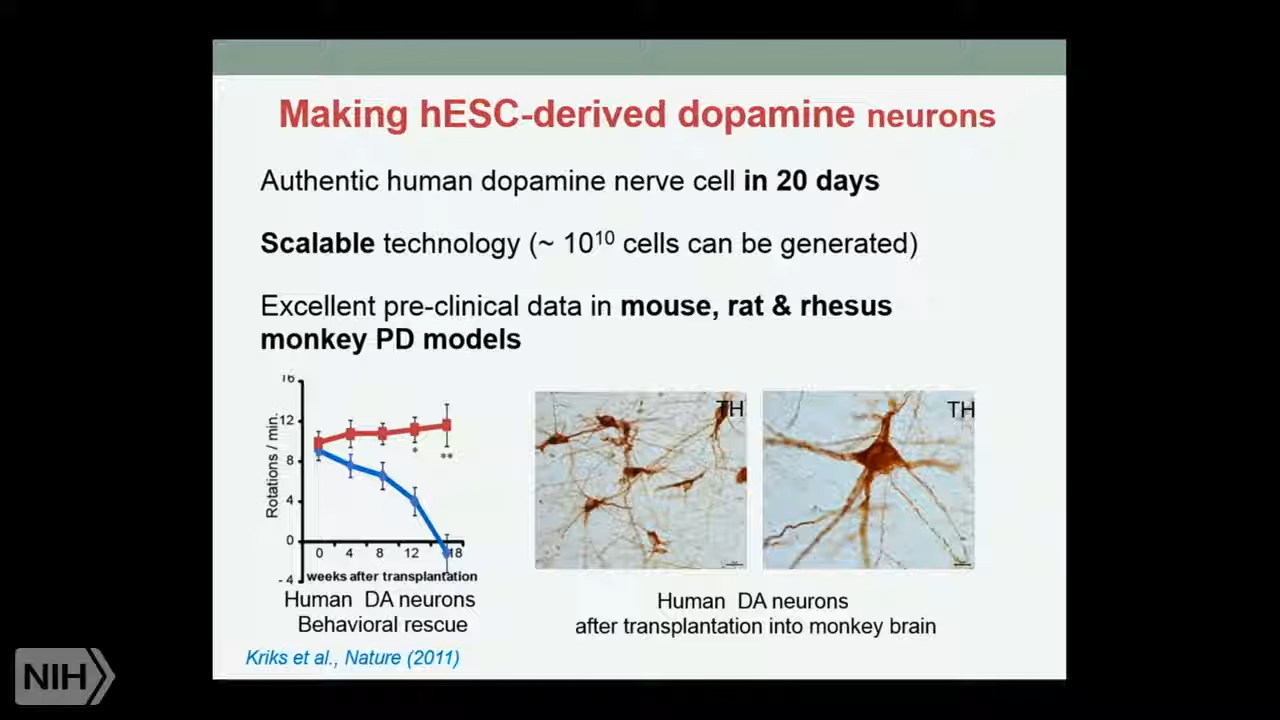 Making hESC-derived dopamine neurons
Authentic human dopamine nerve cell in 20 days
Scalable technology (~ 10¹⁰ cells can be generated)
Excellent pre-clinical data in mouse, rat & rhesus
monkey PD models
16
12
8
4
0
- 4
Rotations / min.
*
**
0 4 8 12 18
weeks after transplantation
Human DA neurons
Behavioral rescue
TH
TH
Human DA neurons
after transplantation into monkey brain
Kriks et al., Nature (2011)
NIH